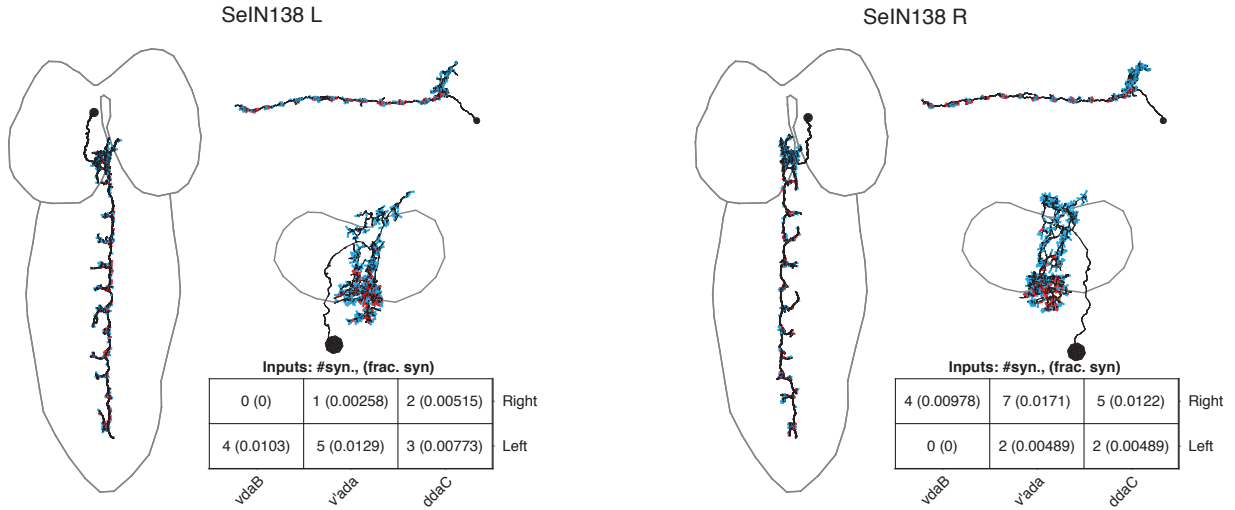 SeIN138 L
Inputs: #syn., (frac. syn)
0 (0) 1 (0.00258) 2 (0.00515) Right
4 (0.0103) 5 (0.0129) 3 (0.00773) Left
vdaB v'ada ddaC
SeIN138 R
Inputs: #syn., (frac. syn)
4 (0.00978) 7 (0.0171) 5 (0.0122) Right
0 (0) 2 (0.00489) 2 (0.00489) Left
vdaB v'ada ddaC